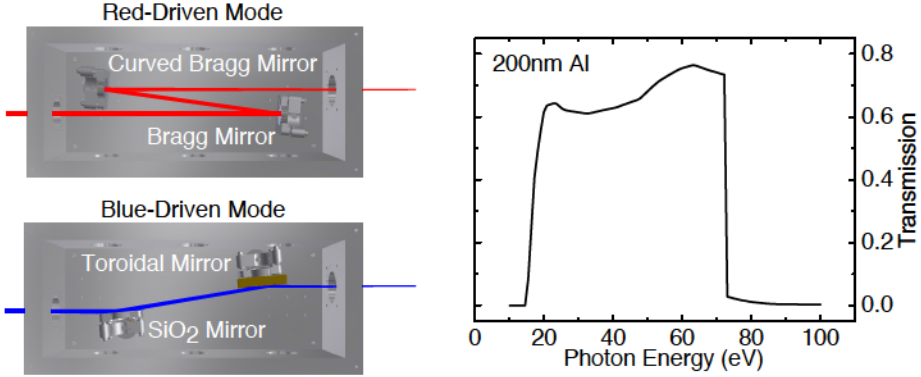 Red-Driven Mode
Curved Bragg Mirror
Bragg Mirror
Blue-Driven Mode
Toroidal Mirror
SiO2 Mirror
200nm Al
0.8
0.6
0.4
0.2
0.0
Transmission
0 20 40 60 80 100
Photon Energy (eV)